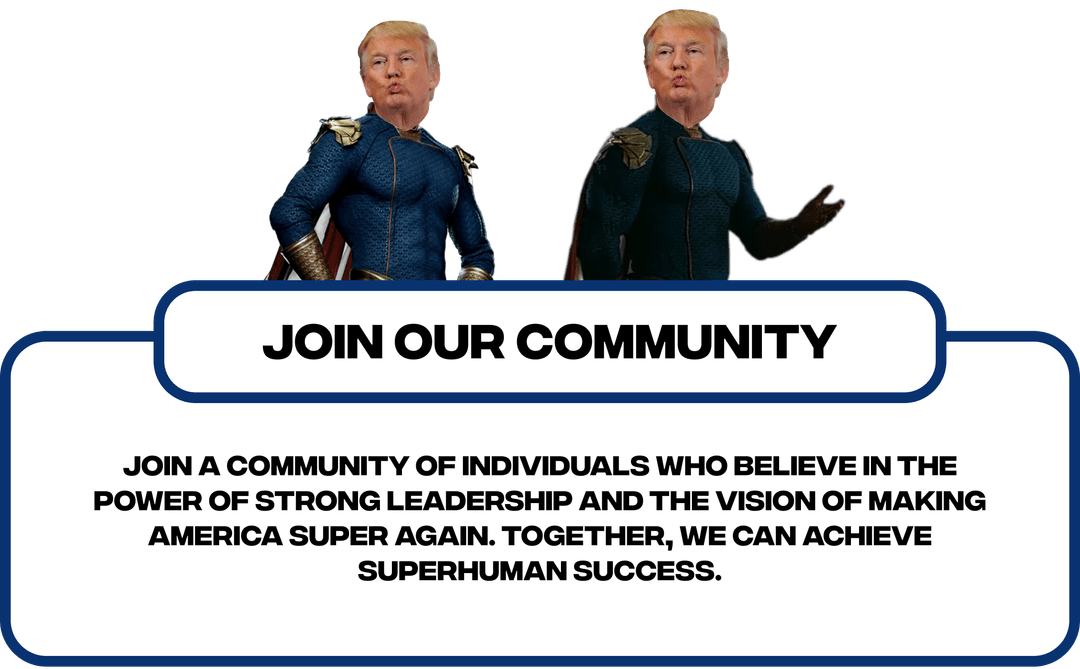 JOIN OUR COMMUNITY
JOIN A COMMUNITY OF INDIVIDUALS WHO BELIEVE IN THE
POWER OF STRONG LEADERSHIP AND THE VISION OF MAKING
AMERICA SUPER AGAIN. TOGETHER, WE CAN ACHIEVE
SUPERHUMAN SUCCESS.